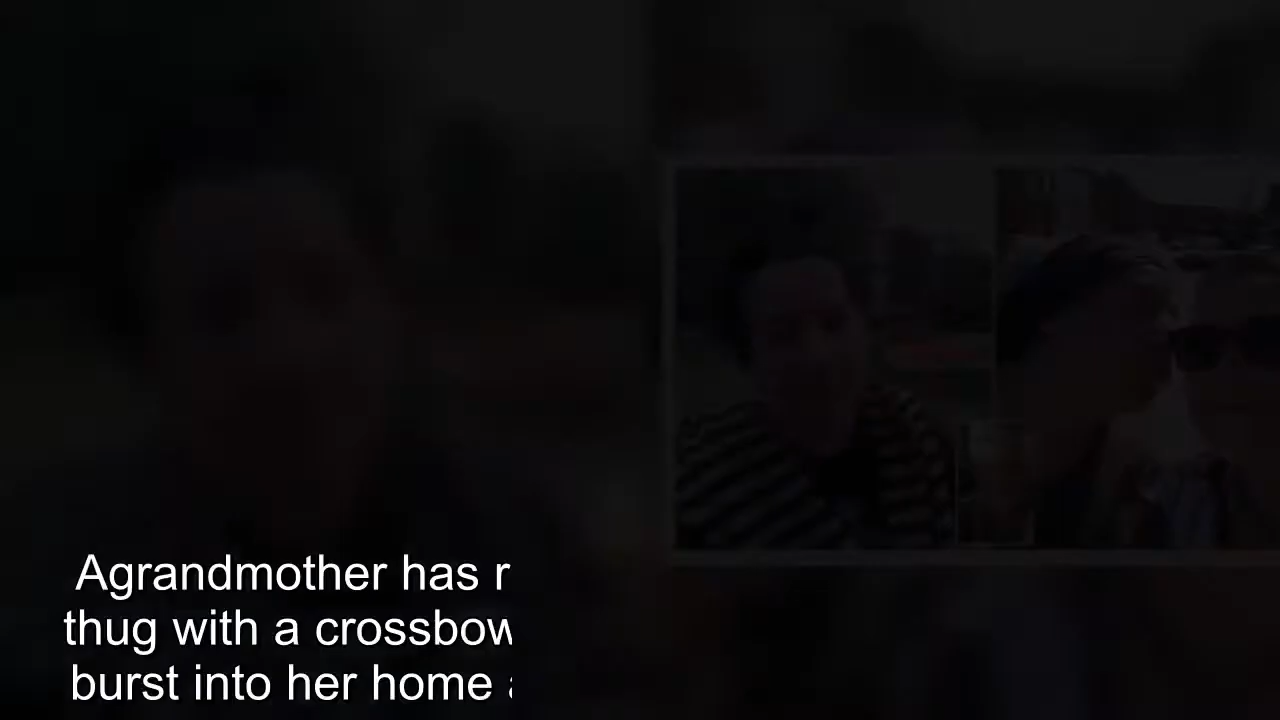 Agrandmother has
thug with a crossbow
burst into her home